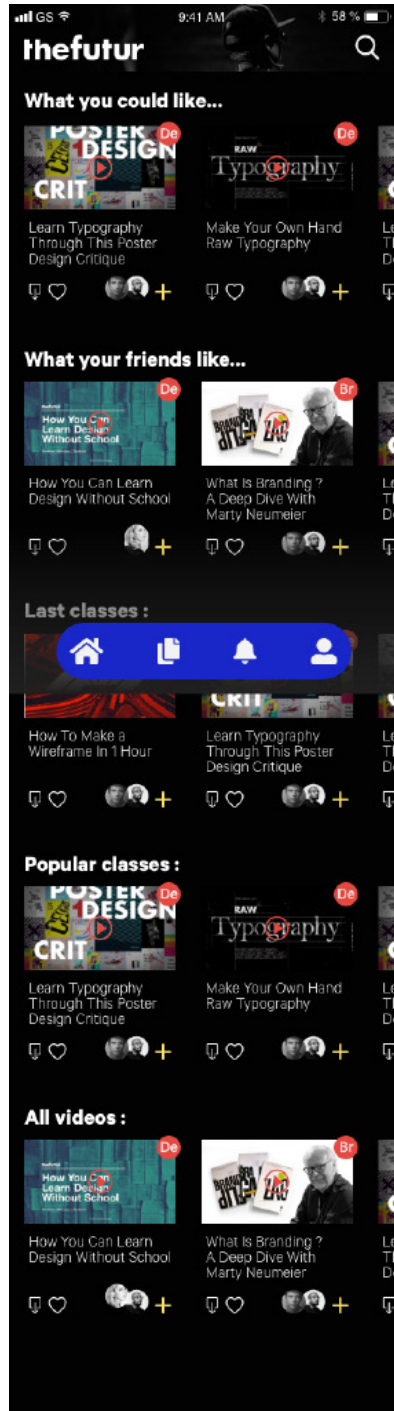 GS 9:41 AM 58 %
thefutur
What you could like...
POSTER De
1DESIGN
CRIT
RAW De
Typography
Learn Typography
Through This Poster
Design Critique
Make Your Own Hand
Raw Typography
What your friends like...
De
How You Can
Learn Design
Without School
Br
How You Can Learn
Design Without School
What Is Branding ?
A Deep Dive With
Marty Neumeier
Last classes :
CRIT
How To Make a
Wireframe In 1 Hour
Learn Typography
Through This Poster
Design Critique
Popular classes :
POSTER De
1DESIGN
CRIT
RAW De
Typography
Learn Typography
Through This Poster
Design Critique
Make Your Own Hand
Raw Typography
All videos :
De
How You Can
Learn Design
Without School
Br
How You Can Learn
Design Without School
What Is Branding ?
A Deep Dive With
Marty Neumeier